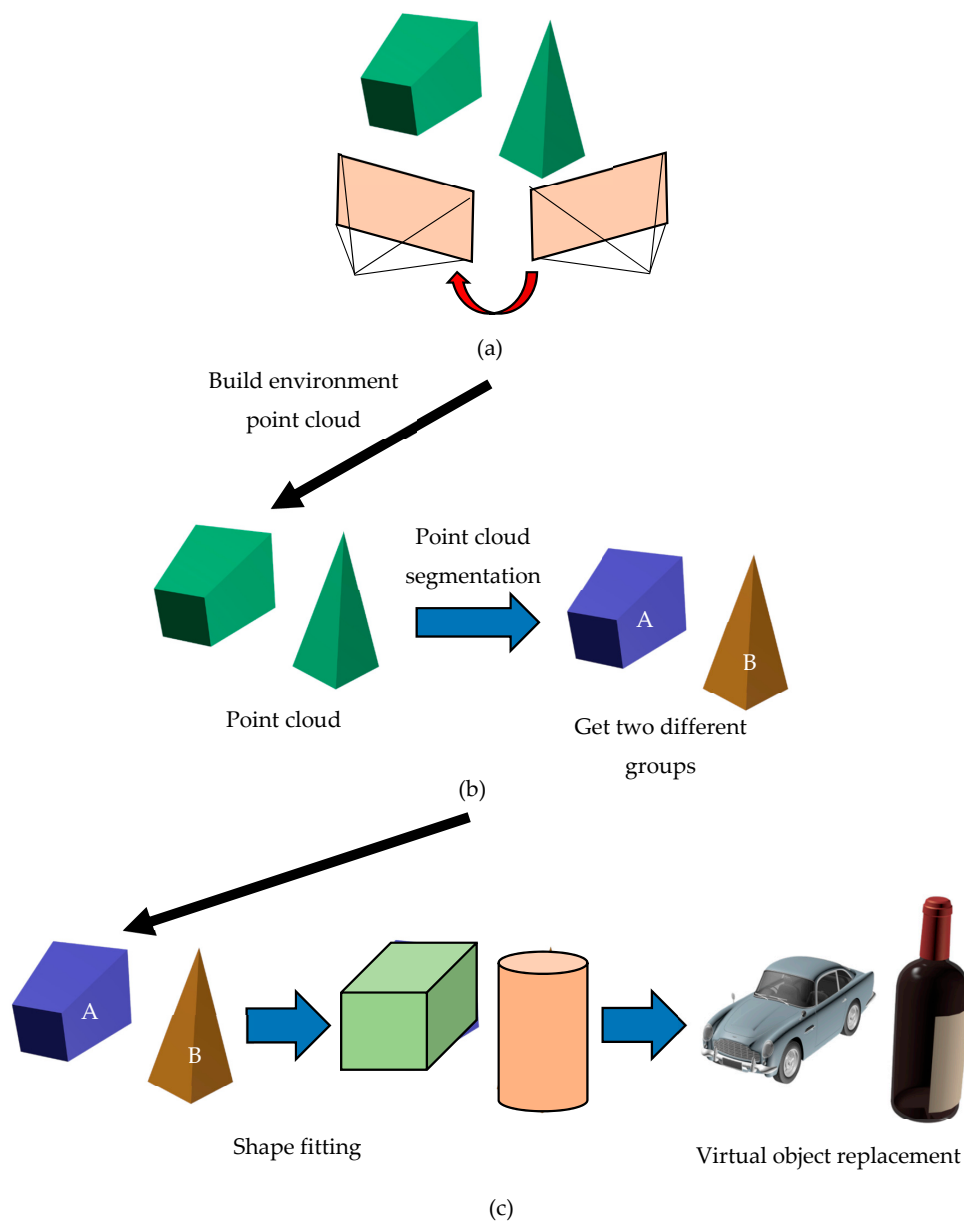 (a)
Build environment
point cloud
Point cloud
segmentation
A
B
Point cloud
Get two different
groups
(b)
A
B
Shape fitting
Virtual object replacement
(c)